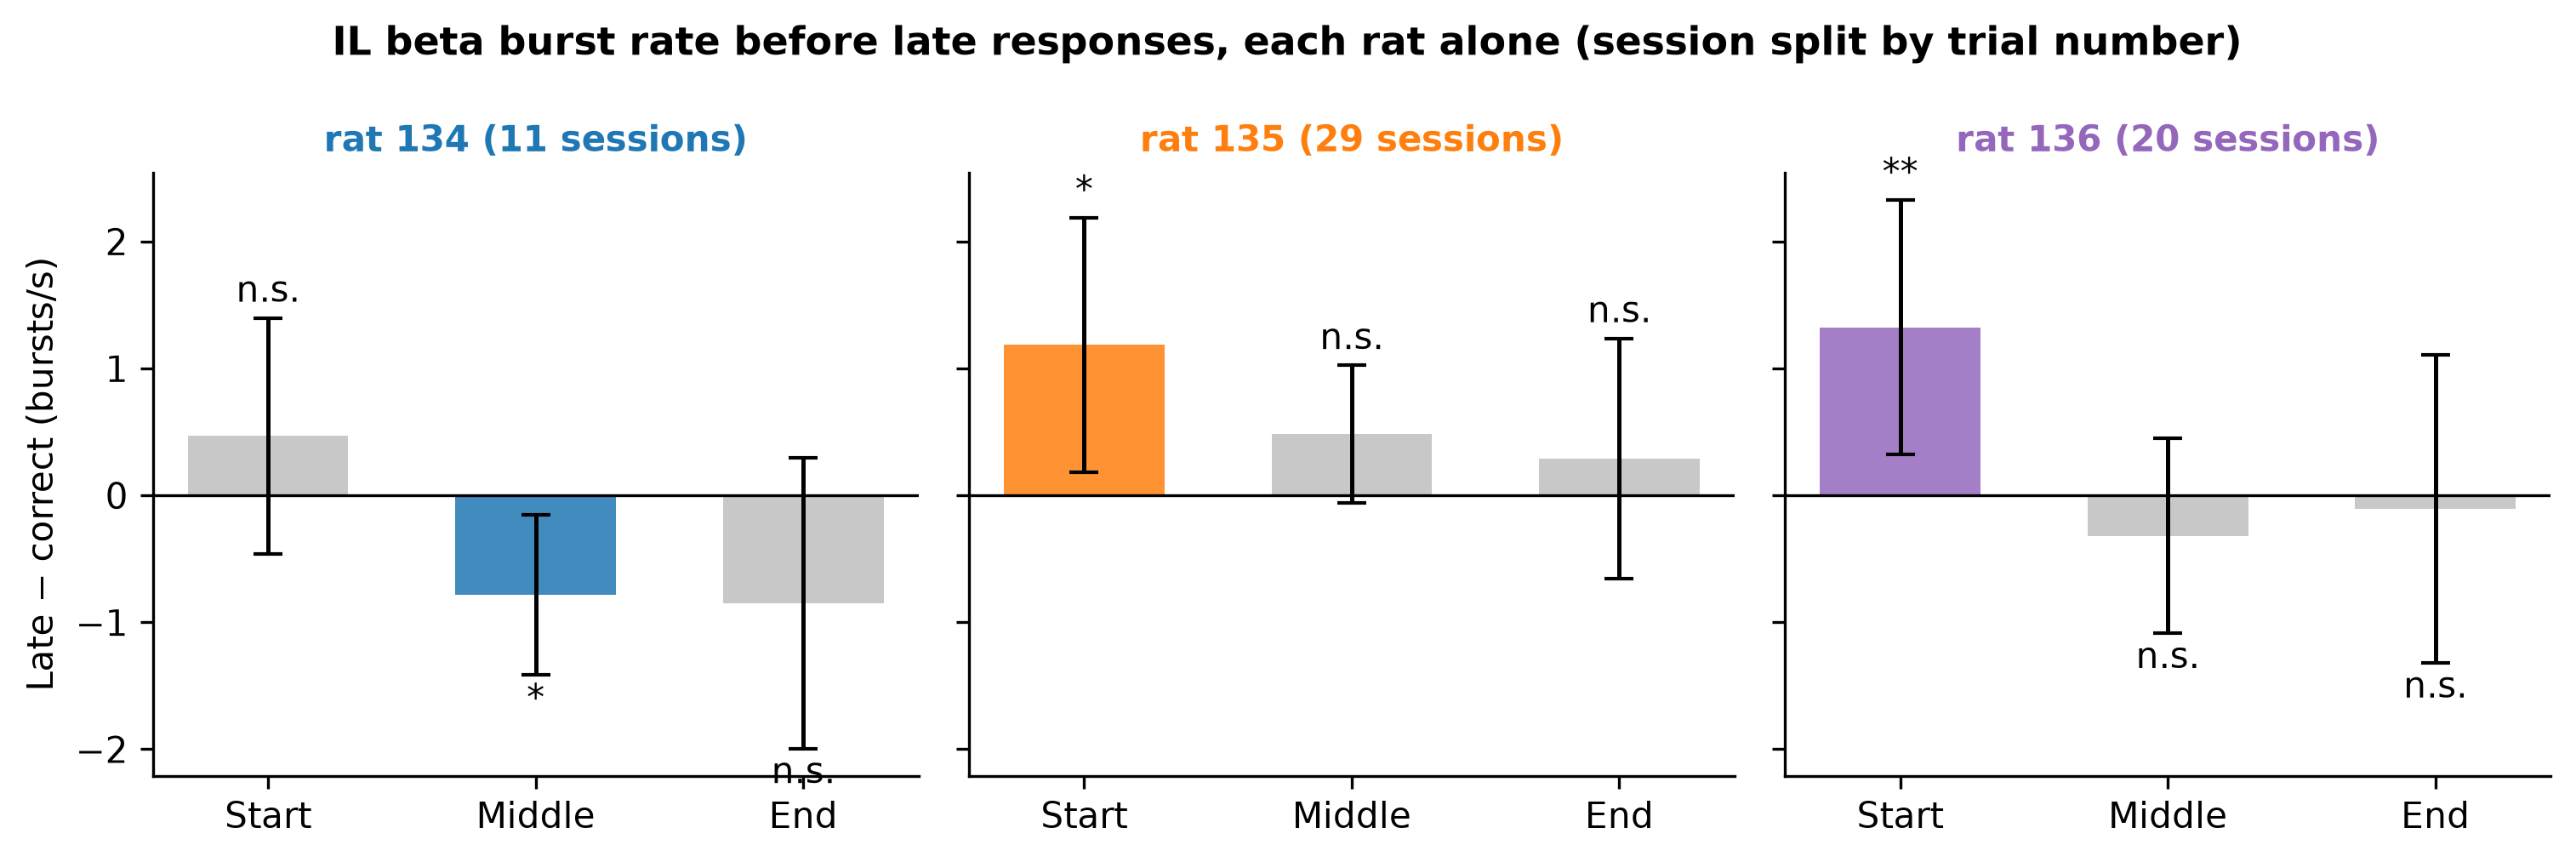 IL beta burst rate before late responses, each rat alone (session split by trial number)
rat 134 (11 sessions)
rat 135 (29 sessions)
rat 136 (20 sessions)
Late − correct (bursts/s)
2
1
0
−1
−2
n.s.
*
n.s.
*
n.s.
n.s.
**
n.s.
n.s.
Start Middle End
Start Middle End
Start Middle End